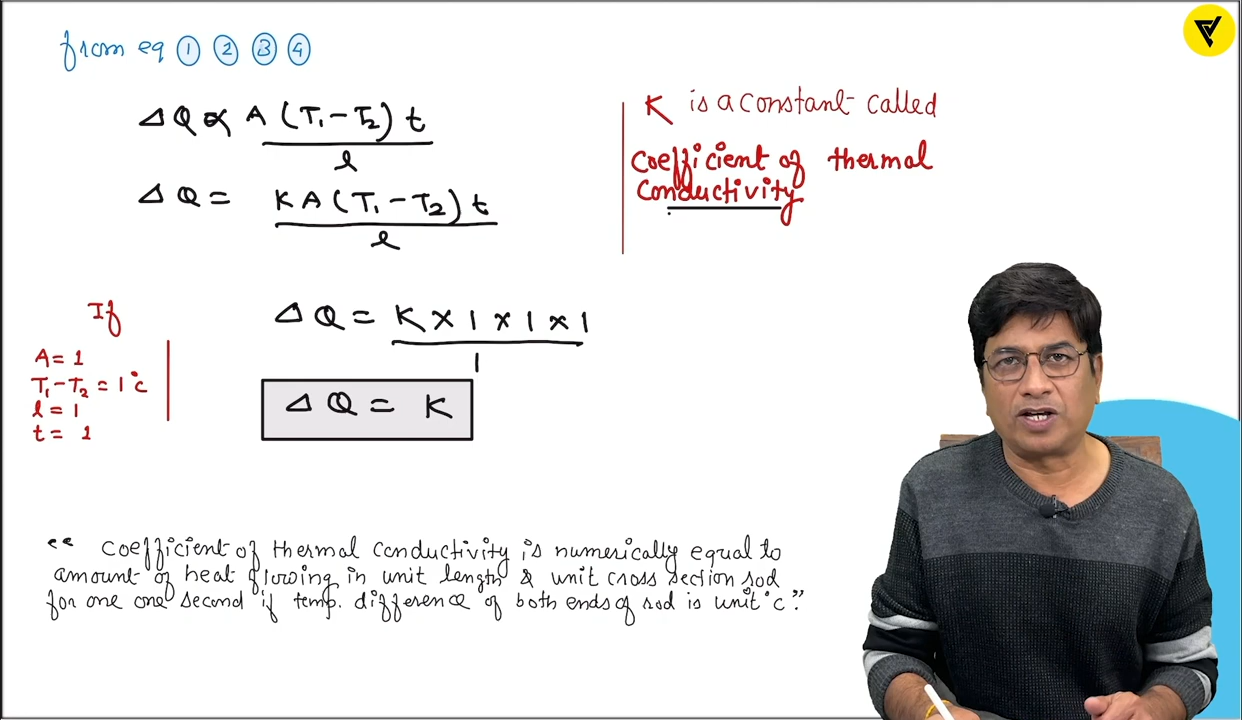 from eq ① ② ③ ④
ΔQ ∝ A (T₁ - T₂) t
l
ΔQ = KA (T₁ - T₂) t
l
K is a constant called
coefficient of thermal
conductivity
If
A = 1
T₁ - T₂ = 1°c
l = 1
t = 1
ΔQ = K × 1 × 1 × 1
1
ΔQ = K
“ coefficient of thermal conductivity is numerically equal to
amount of heat flowing in unit length & unit cross section rod
for one one second if temp. difference of both ends of rod is unit °c”